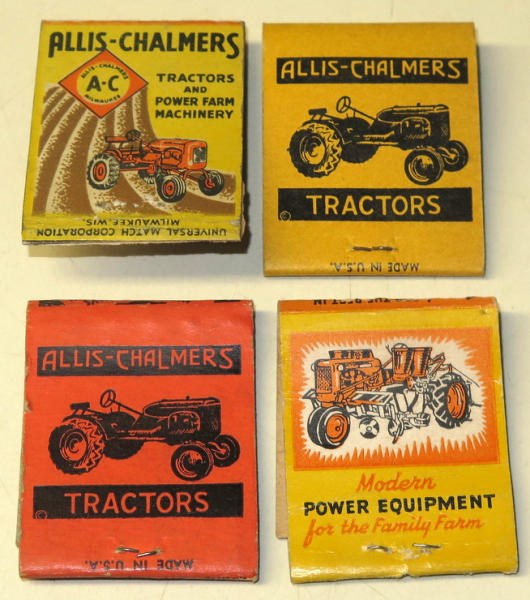 ALLIS-CHALMERS
ALLIS-CHALMERS
A-C
MILWAUKEE
TRACTORS
AND
POWER FARM
MACHINERY
UNIVERSAL MATCH CORPORATION
MILWAUKEE, WIS.
ALLIS-CHALMERS
TRACTORS
©
MADE IN U.S.A.
ALLIS-CHALMERS
TRACTORS
©
MADE IN U.S.A.
Modern
POWER EQUIPMENT
for the Family Farm